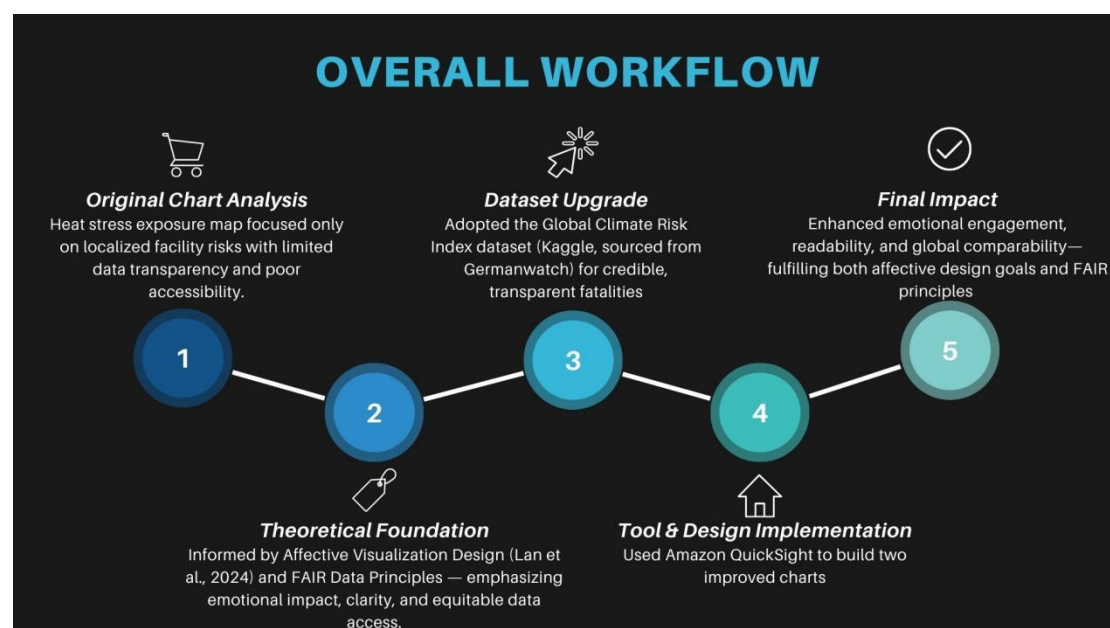 OVERALL WORKFLOW
Original Chart Analysis
Heat stress exposure map focused only
on localized facility risks with limited
data transparency and poor
accessibility.
1
Theoretical Foundation
Informed by Affective Visualization Design (Lan et
al., 2024) and FAIR Data Principles — emphasizing
emotional impact, clarity, and equitable data
access.
2
Dataset Upgrade
Adopted the Global Climate Risk
Index dataset (Kaggle, sourced from
Germanwatch) for credible,
transparent fatalities
3
Tool & Design Implementation
Used Amazon QuickSight to build two
improved charts
4
Final Impact
Enhanced emotional engagement,
readability, and global comparability—
fulfilling both affective design goals and FAIR
principles
5